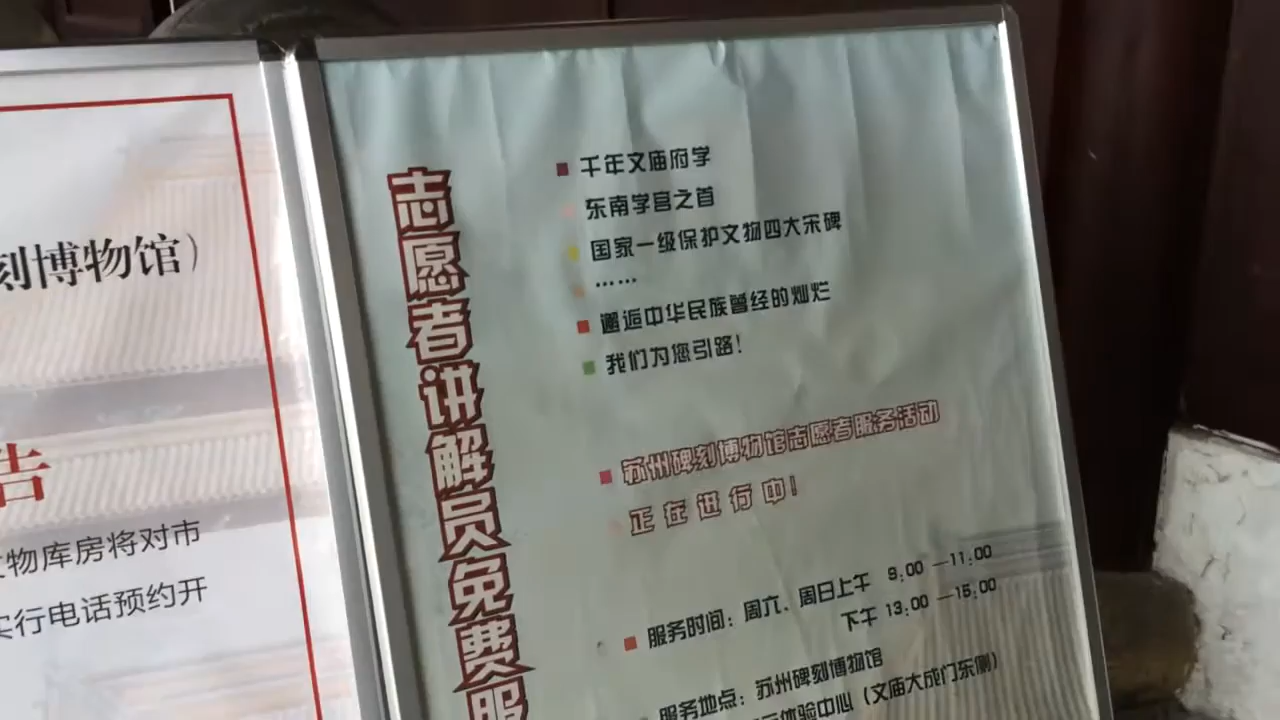 刻博物馆）
告
物库房将对市
实行电话预约开
志愿者讲解员免费服
千年文庙府学
东南学宫之首
国家一级保护文物四大宋碑
……
邂逅中华民族曾经的灿烂
我们为您引路！
苏州碑刻博物馆志愿者服务活动
正在进行中！
服务时间：周六、周日上午 9:00 —11:00
下午 13:00 —15:00
服务地点：苏州碑刻博物馆
体验中心（文庙大成门东侧）